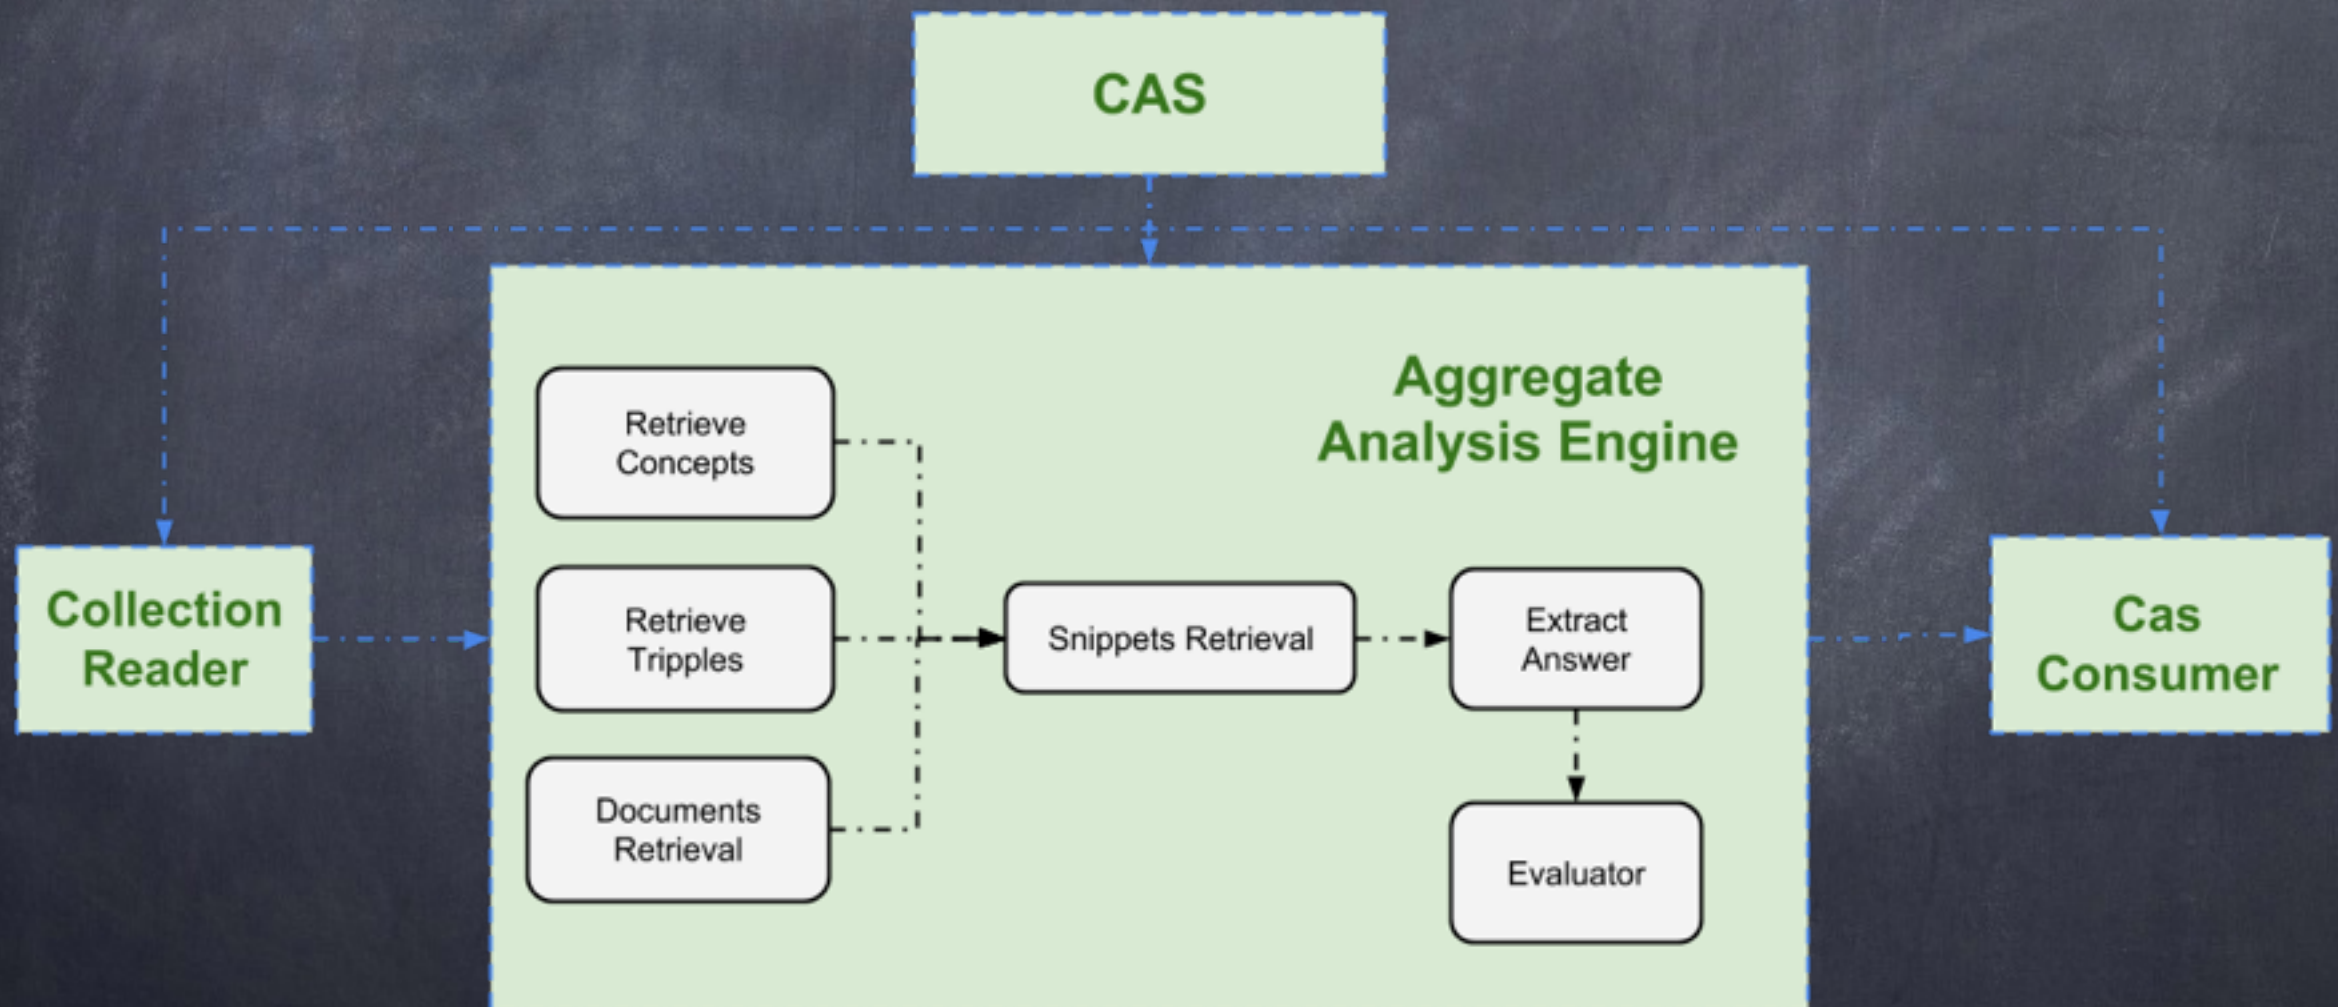 CAS
Aggregate
Analysis Engine
Retrieve
Concepts
Collection
Reader
Retrieve
Tripples
Snippets Retrieval
Extract
Answer
Cas
Consumer
Documents
Retrieval
Evaluator